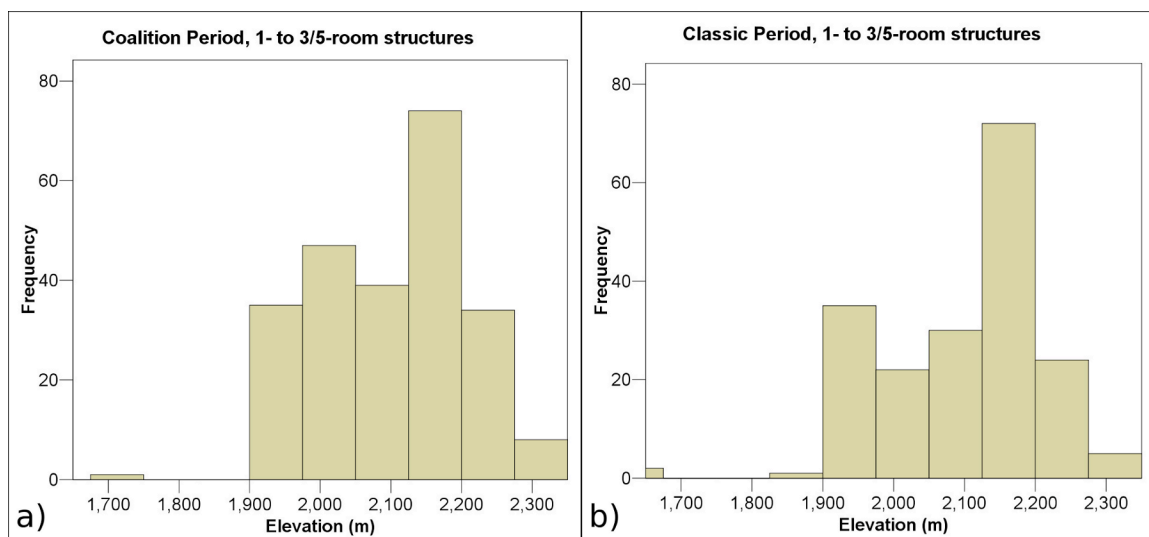 Coalition Period, 1- to 3/5-room structures
80
60
40
20
0
Frequency
1,700 1,800 1,900 2,000 2,100 2,200 2,300
Elevation (m)
a)
Classic Period, 1- to 3/5-room structures
80
60
40
20
0
Frequency
1,700 1,800 1,900 2,000 2,100 2,200 2,300
Elevation (m)
b)